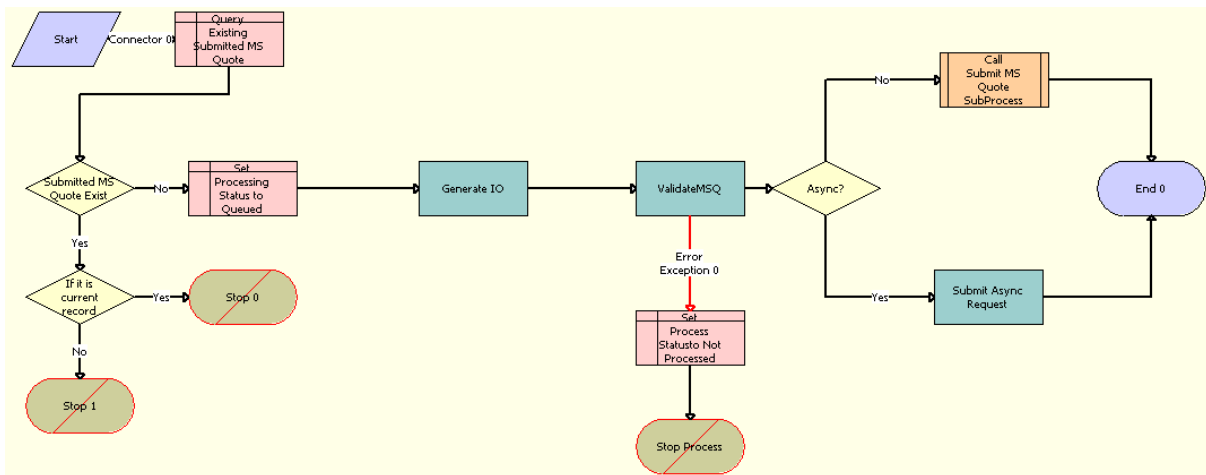 Start
Connector 0
Query
Existing
Submitted MS
Quote
Submitted MS
Quote Exist
No
Set
Processing
Status to
Queued
Generate IO
ValidateMSQ
Async?
No
Call
Submit MS
Quote
SubProcess
End 0
Yes
Submit Async
Request
Error
Exception 0
Set
Process
Statusto Not
Processed
Stop Process
Yes
If it is
current
record
Yes
Stop 0
No
Stop 1